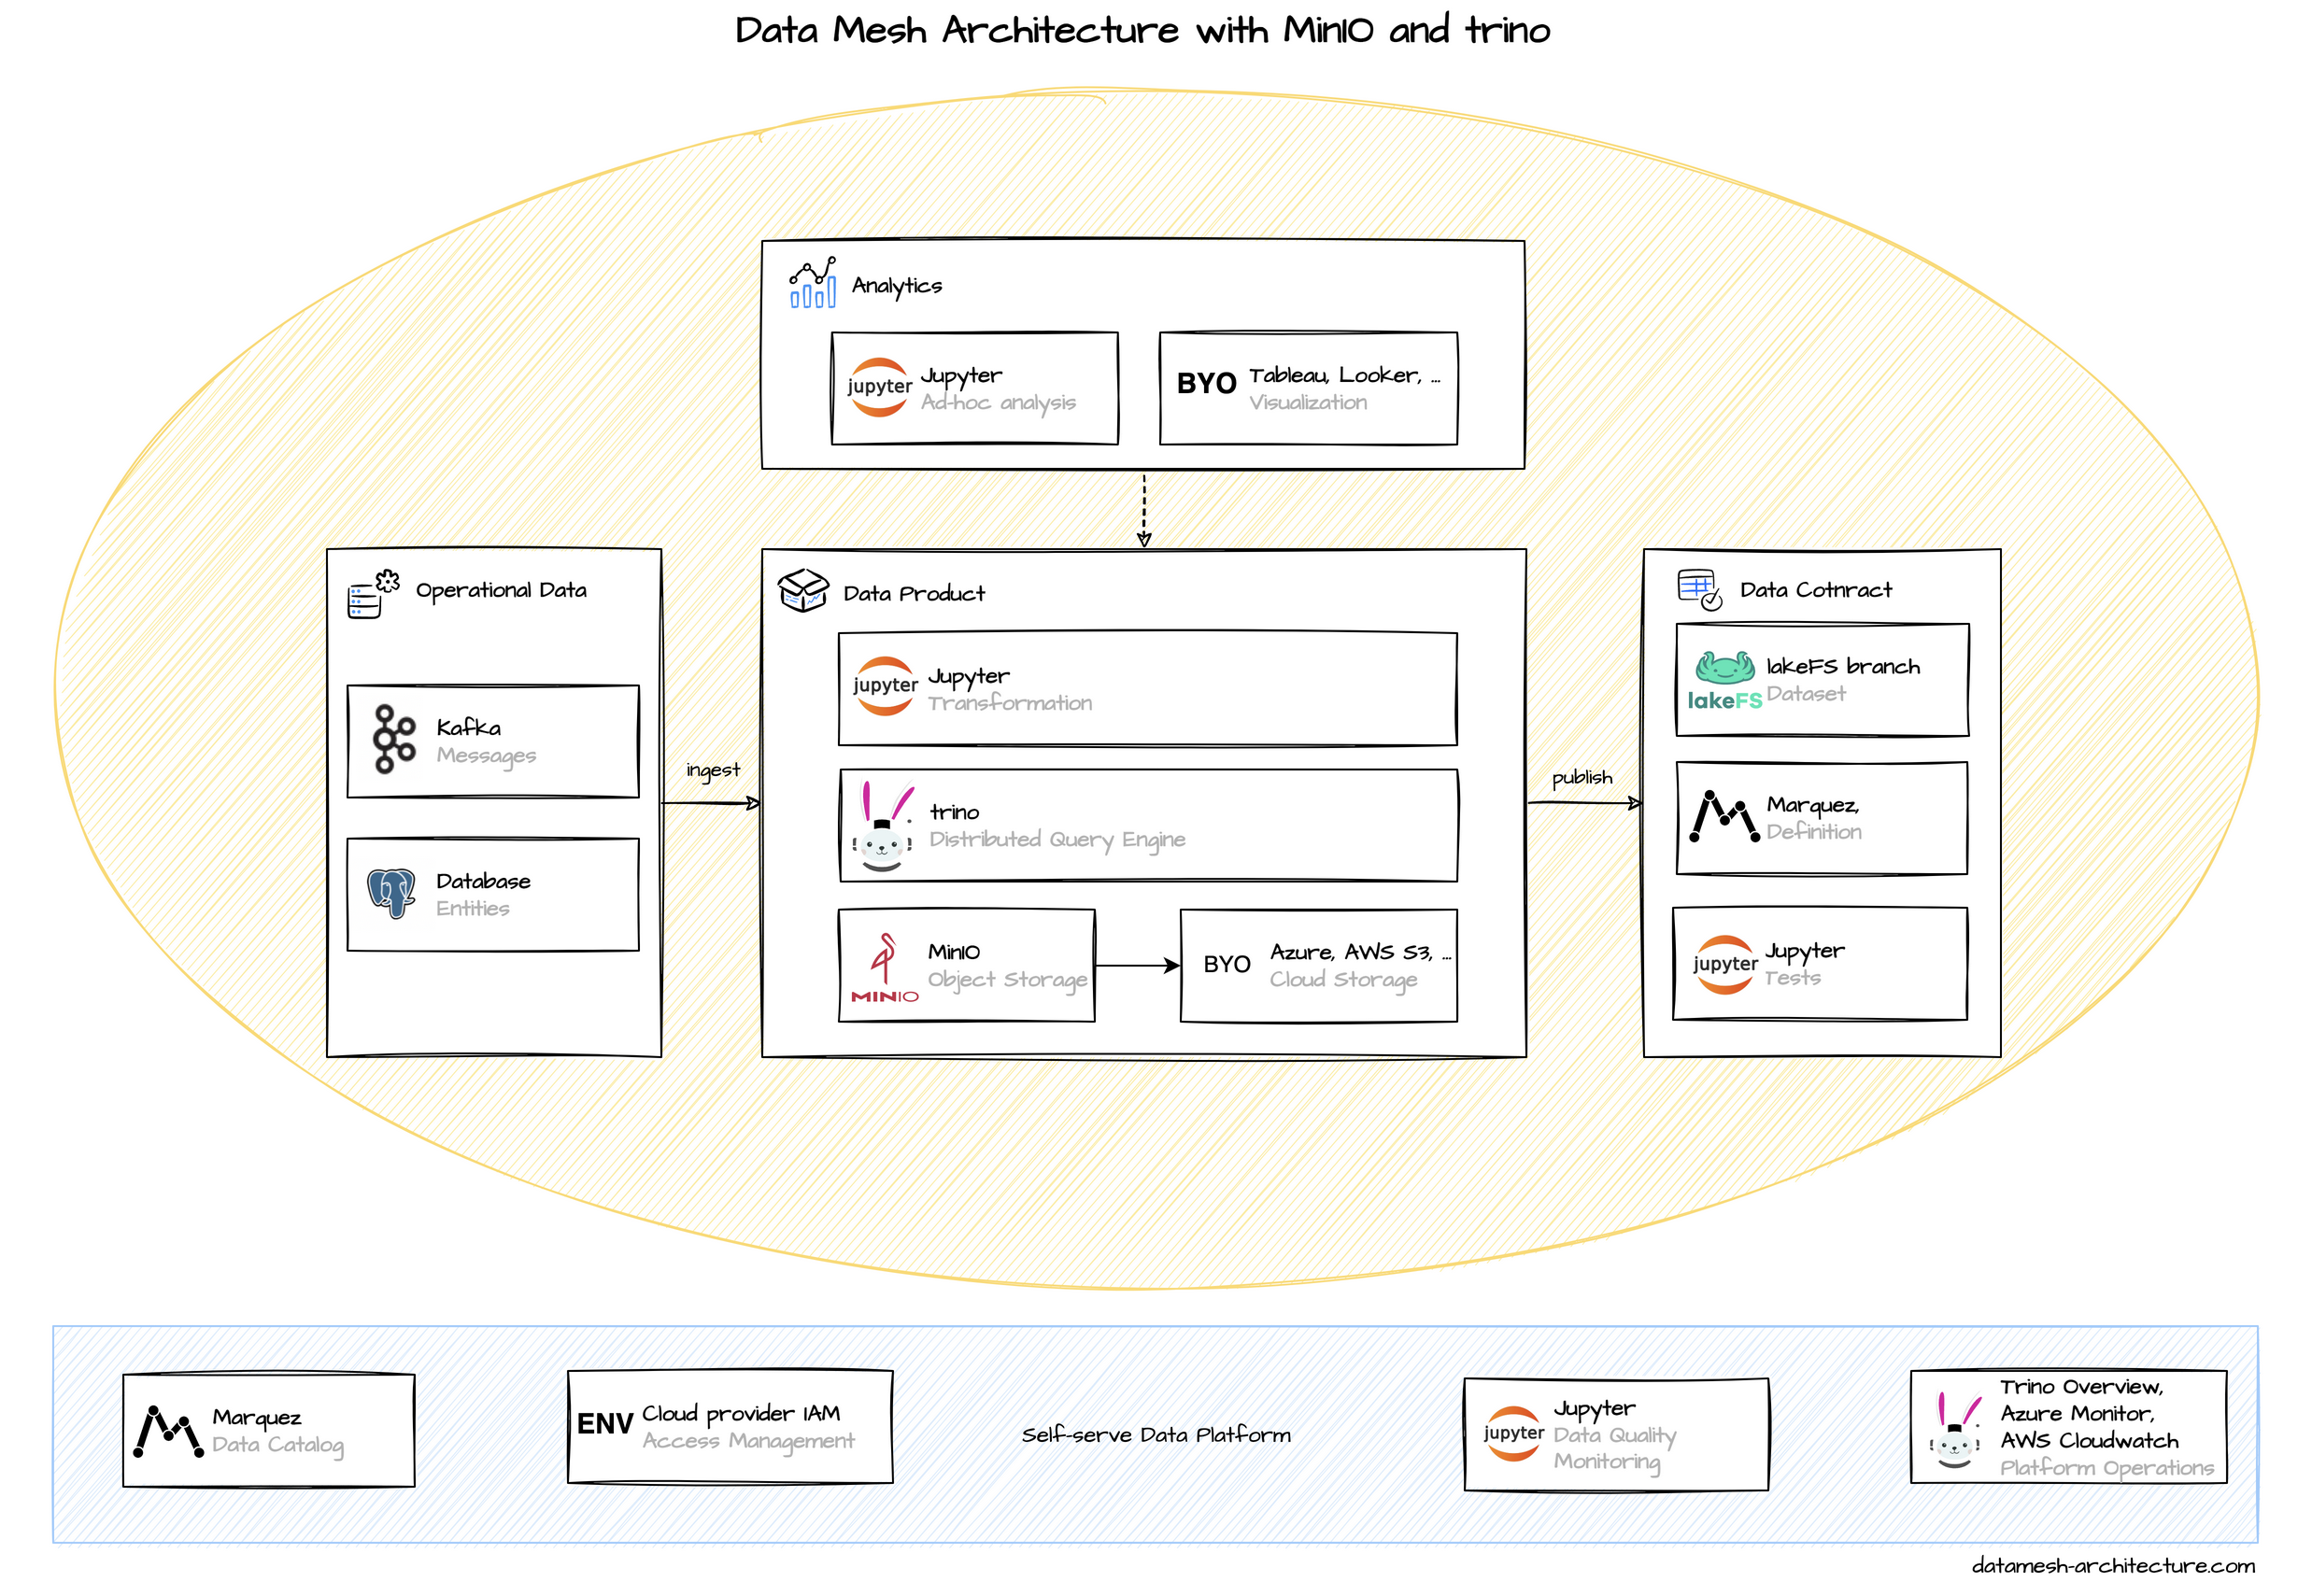 Data Mesh Architecture with MinIO and trino
Analytics
jupyter
Jupyter
Ad-hoc analysis
BYO
Tableau, Looker, ...
Visualization
Operational Data
Kafka
Messages
Database
Entities
ingest
Data Product
jupyter
Jupyter
Transformation
trino
Distributed Query Engine
MINIO
MinIO
Object Storage
BYO
Azure, AWS S3, ...
Cloud Storage
publish
Data Cotnract
lakeFS
lakeFS branch
Dataset
Marquez,
Definition
jupyter
Jupyter
Tests
Marquez
Data Catalog
ENV
Cloud provider IAM
Access Management
Self-serve Data Platform
jupyter
Jupyter
Data Quality
Monitoring
Trino Overview,
Azure Monitor,
AWS Cloudwatch
Platform Operations
datamesh-architecture.com